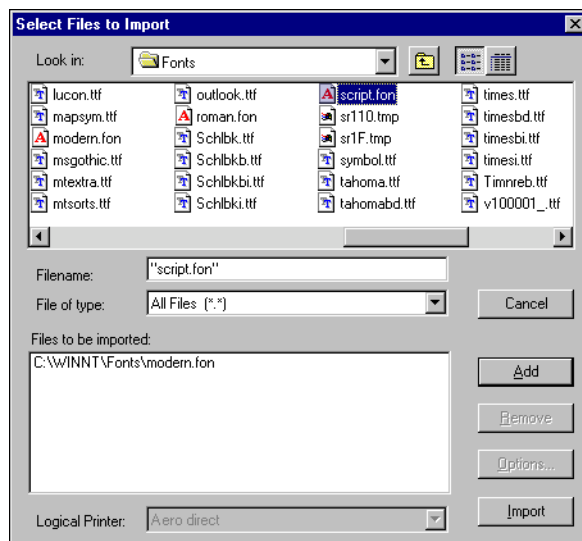 Select Files to Import
Look in: Fonts
lucon.ttf outlook.ttf script.fon times.ttf
mapsym.ttf roman.fon sr110.tmp timesbd.ttf
modern.fon Schlbk.ttf sr1F.tmp timesbi.ttf
msgothic.ttf Schlbkb.ttf symbol.ttf timesi.ttf
mtextra.ttf Schlbkbi.ttf tahoma.ttf Timnreb.ttf
mtsorts.ttf Schlbki.ttf tahomabd.ttf v100001_.ttf
Filename: "script.fon"
File of type: All Files (*.*) Cancel
Files to be imported:
C:\WINNT\Fonts\modern.fon
Add
Remove
Options...
Logical Printer: Aero direct Import